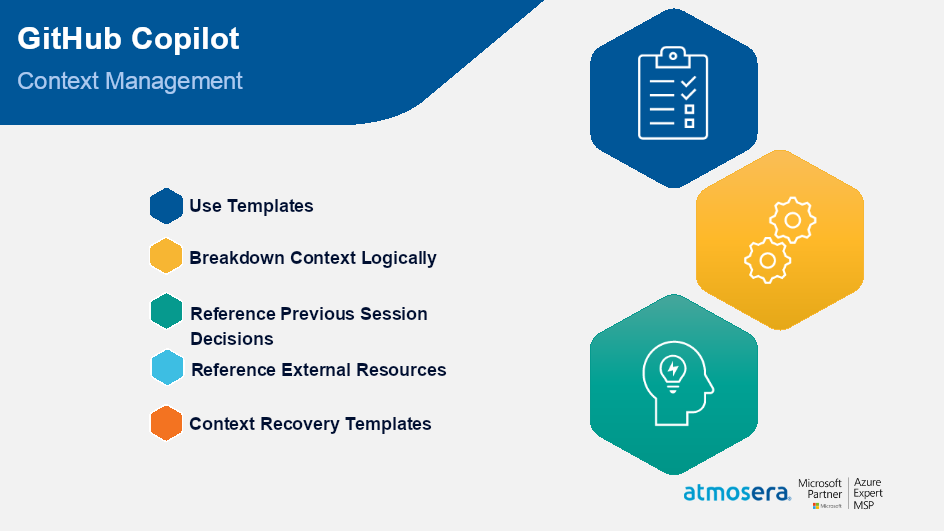 GitHub Copilot
Context Management
Use Templates
Breakdown Context Logically
Reference Previous Session
Decisions
Reference External Resources
Context Recovery Templates
atmosera®
Microsoft
Partner
Microsoft
Azure
Expert
MSP